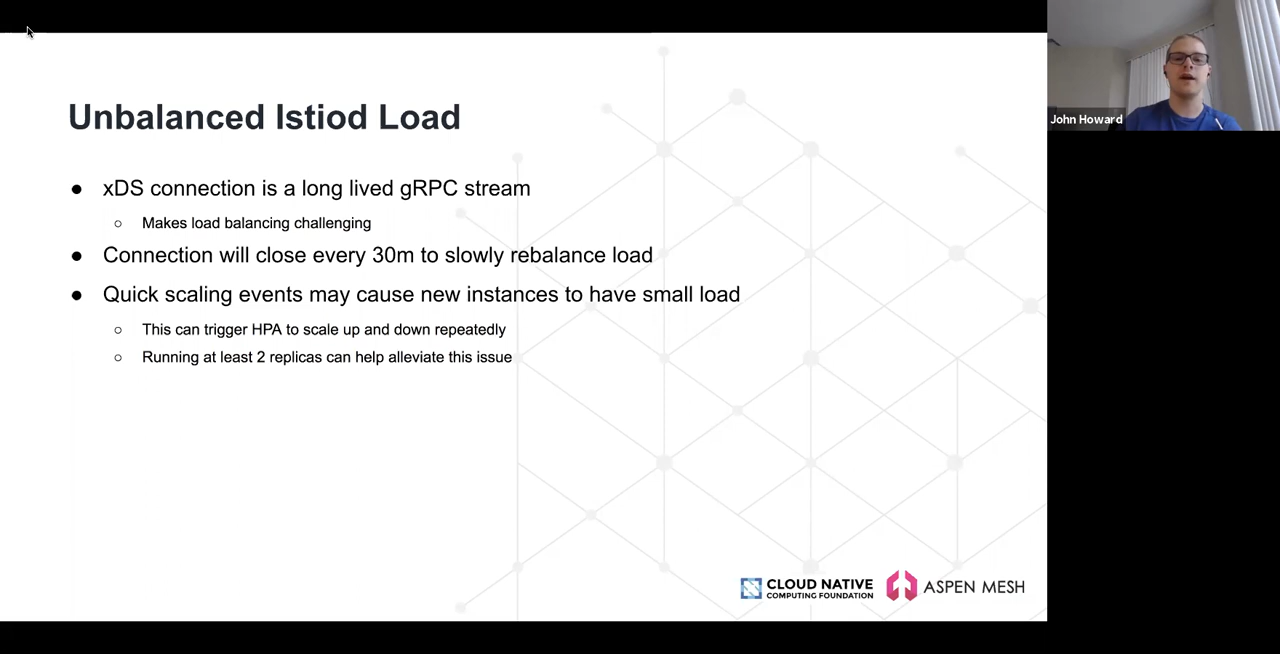 Unbalanced Istiod Load
● xDS connection is a long lived gRPC stream
○ Makes load balancing challenging
● Connection will close every 30m to slowly rebalance load
● Quick scaling events may cause new instances to have small load
○ This can trigger HPA to scale up and down repeatedly
○ Running at least 2 replicas can help alleviate this issue
CLOUD NATIVE
COMPUTING FOUNDATION
ASPEN MESH
John Howard